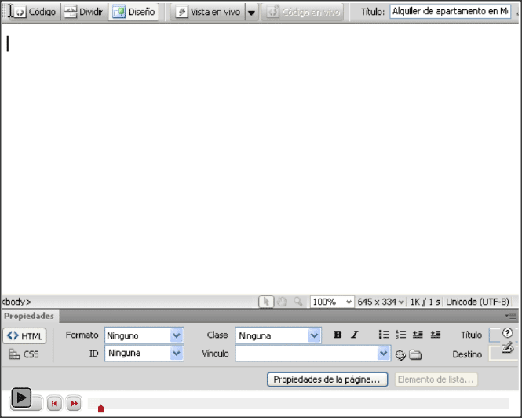 Código Dividir Diseño Vista en vivo Código en vivo Título: Alquiler de apartamento en M
<body> 100% 645 x 334 1K / 1 s Unicode (UTF-8)
Propiedades
<> HTML Formato Ninguno Clase Ninguna B I Título
CSS ID Ninguna Vínculo Destino
Propiedades de la página... Elemento de lista...